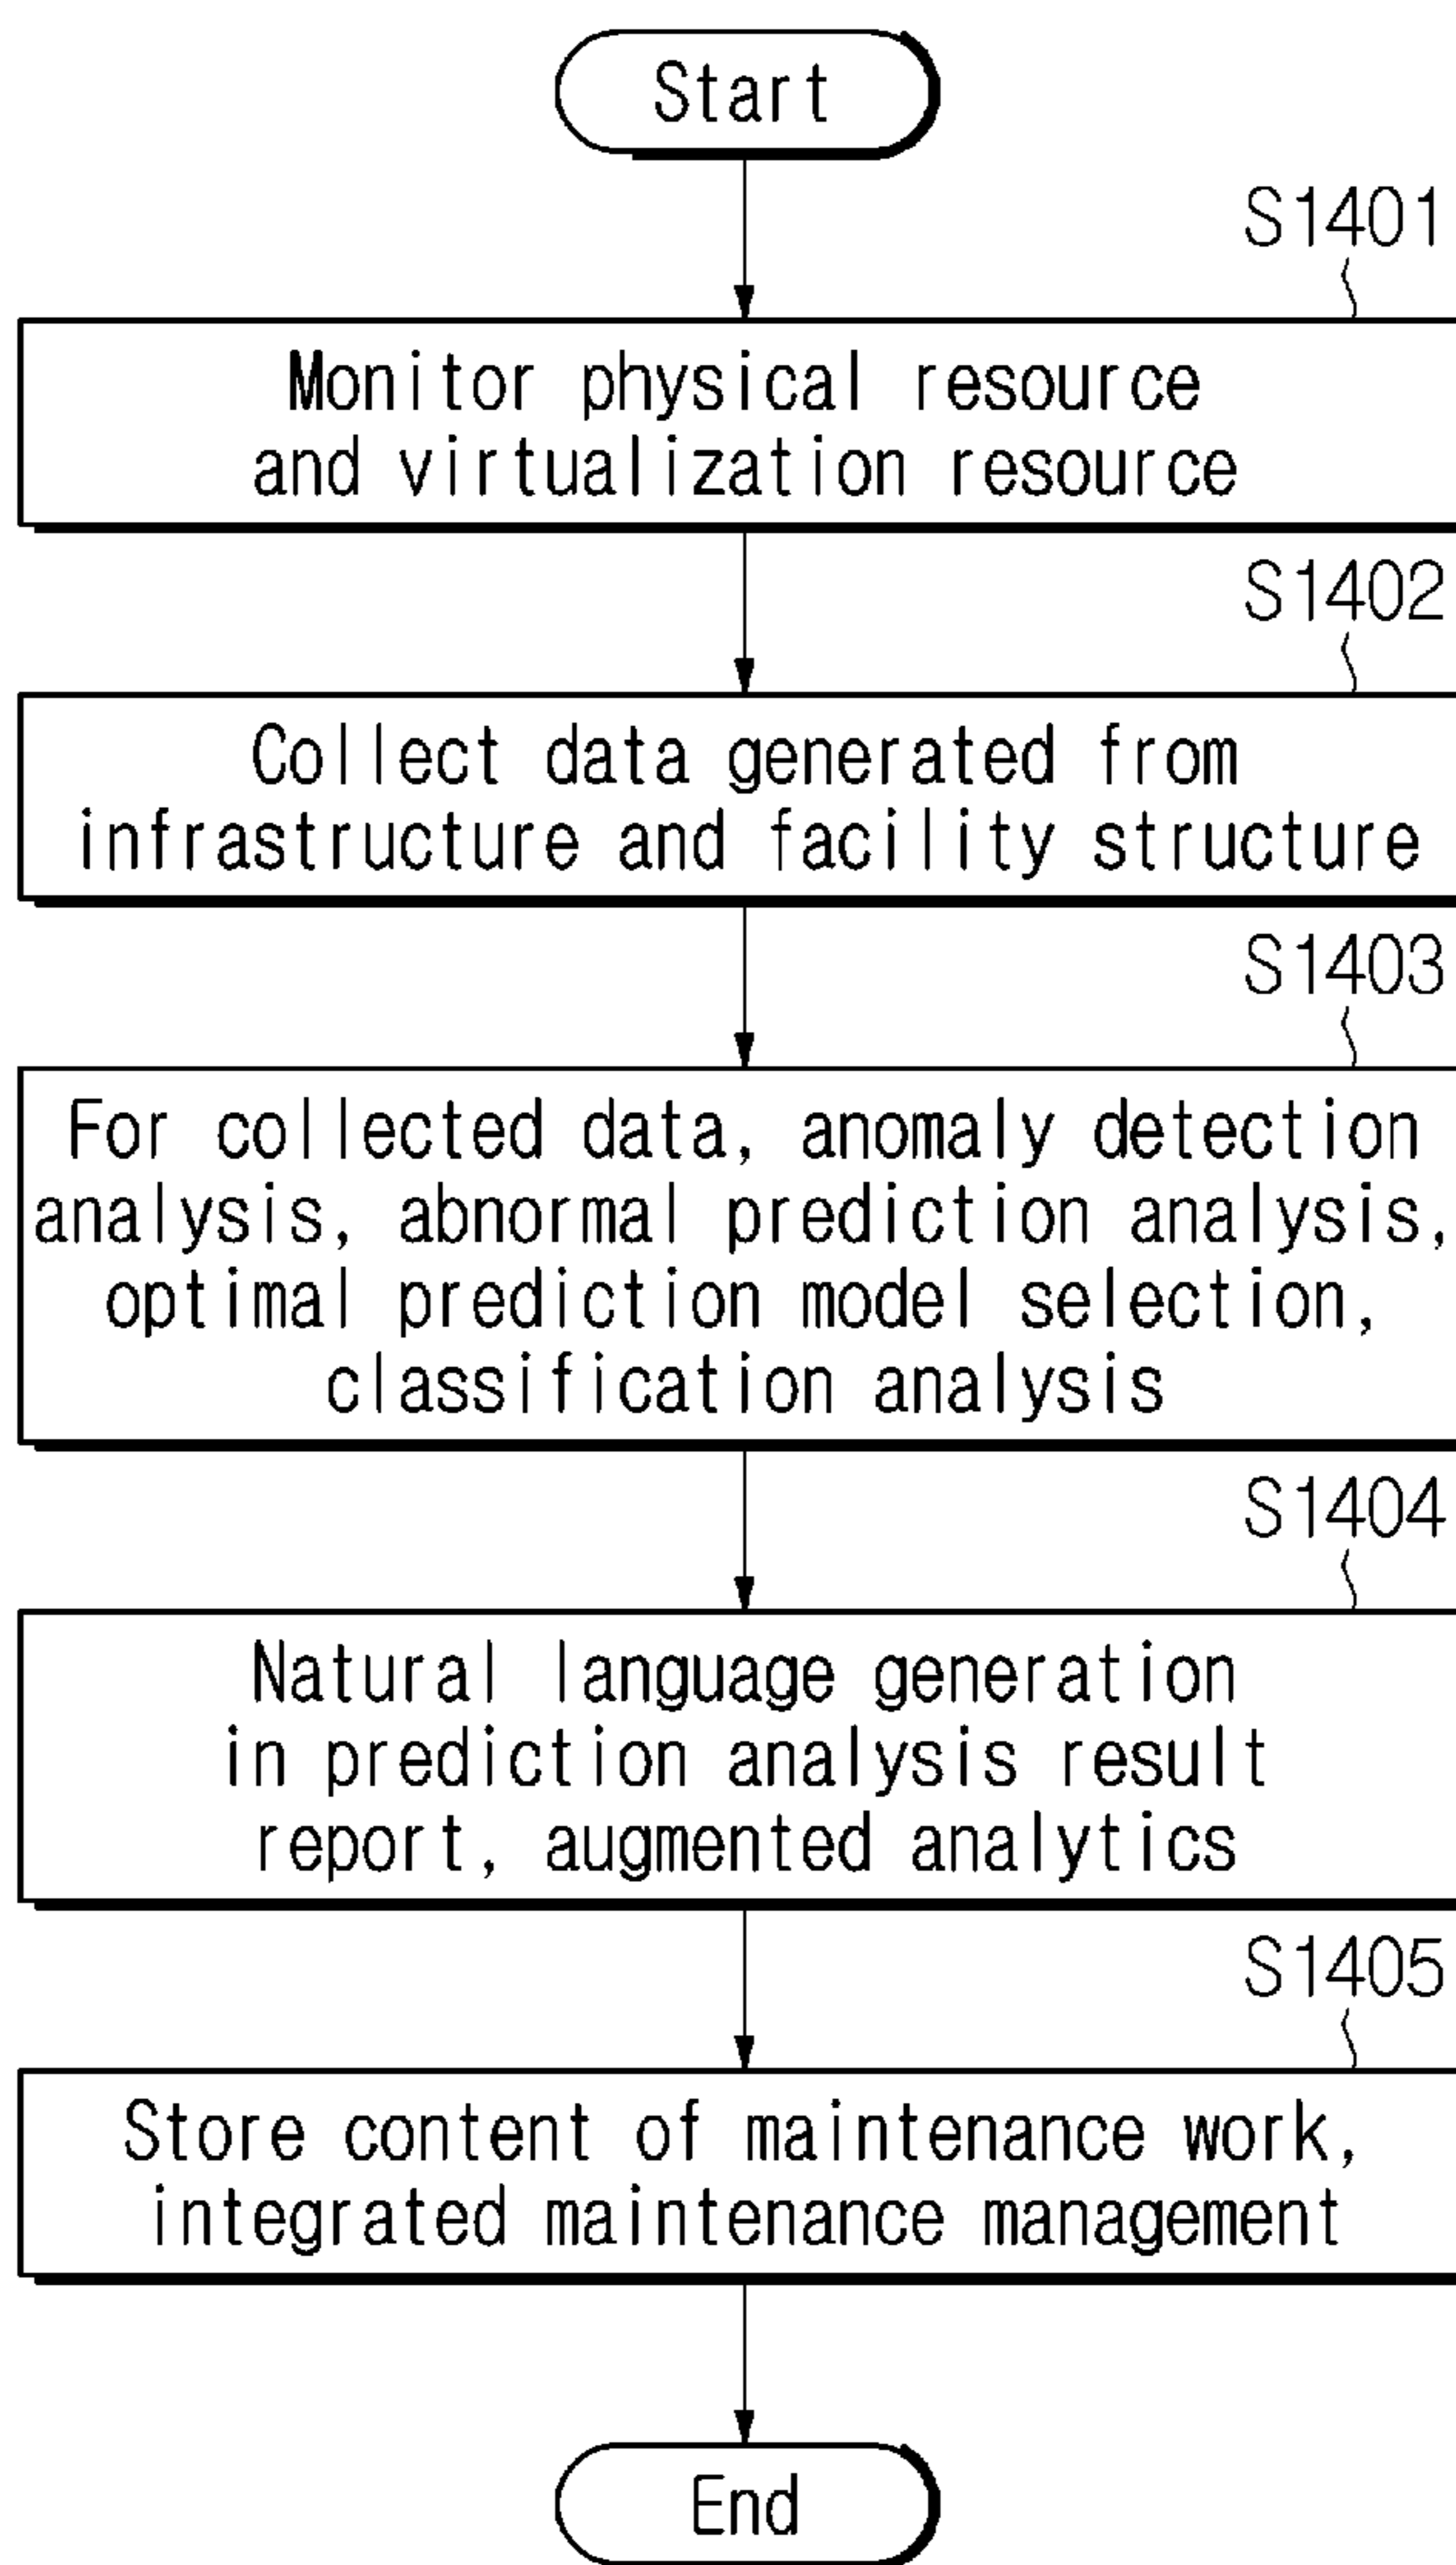 Start
S1401
Monitor physical resource
and virtualization resource
S1402
Collect data generated from
infrastructure and facility structure
S1403
For collected data, anomaly detection
analysis, abnormal prediction analysis,
optimal prediction model selection,
classification analysis
S1404
Natural language generation
in prediction analysis result
report, augmented analytics
S1405
Store content of maintenance work,
integrated maintenance management
End